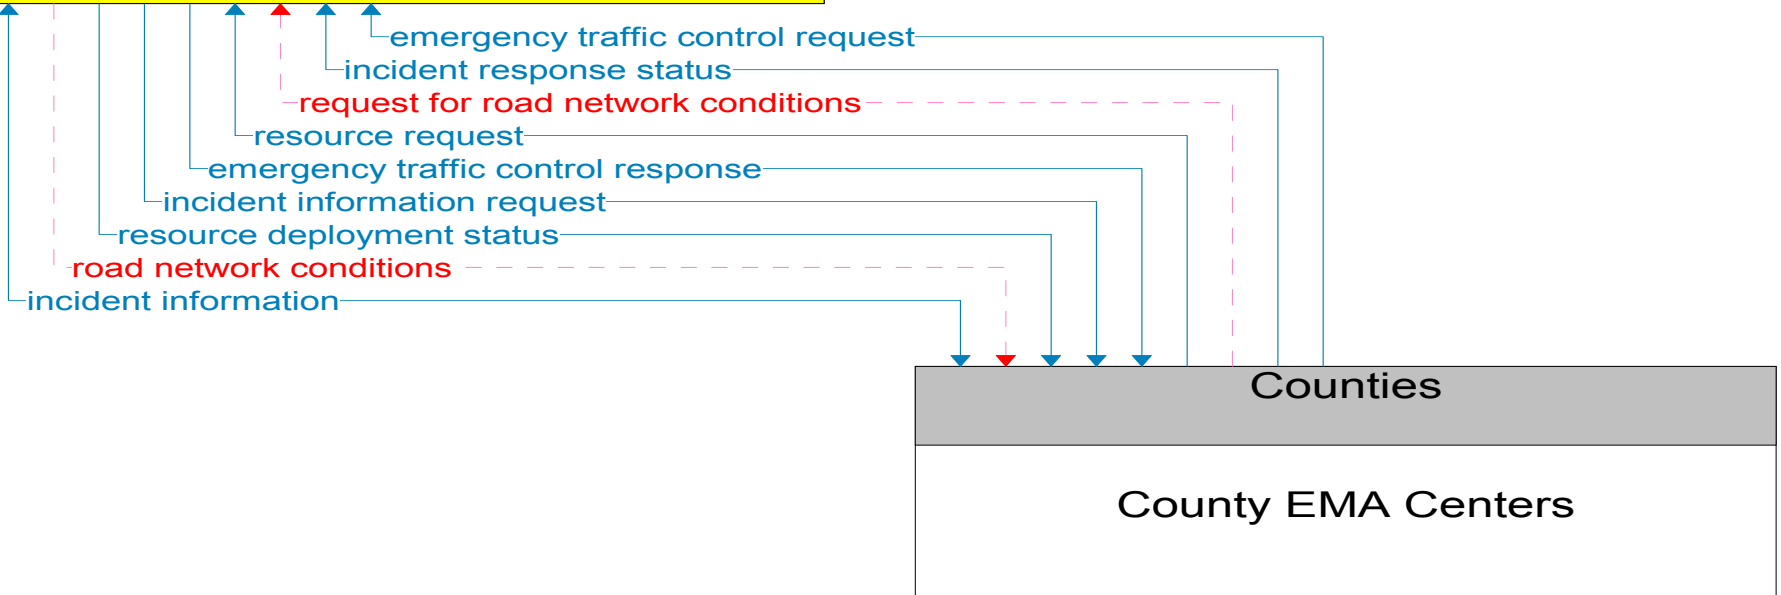 emergency traffic control request
incident response status
request for road network conditions
resource request
emergency traffic control response
incident information request
resource deployment status
road network conditions
incident information
Counties
County EMA Centers